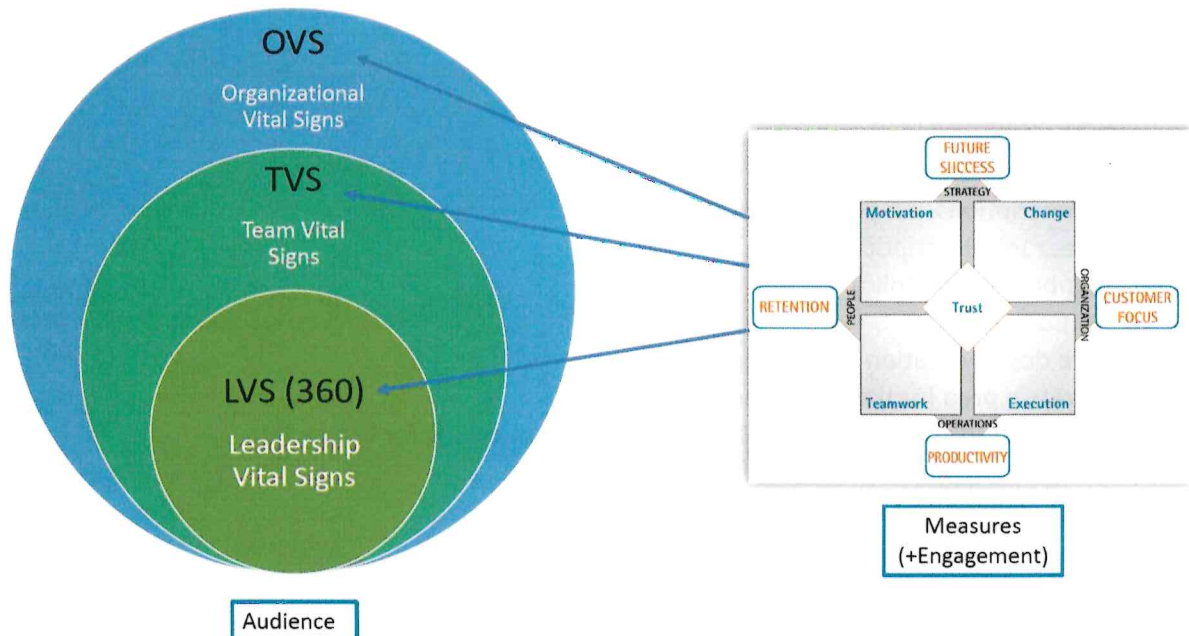 OVS
Organizational
Vital Signs
TVS
Team Vital
Signs
LVS (360)
Leadership
Vital Signs
Audience
FUTURE
SUCCESS
STRATEGY
Motivation
Change
RETENTION
PEOPLE
Trust
ORGANIZATION
CUSTOMER
FOCUS
Teamwork
Execution
OPERATIONS
PRODUCTIVITY
Measures
(+Engagement)